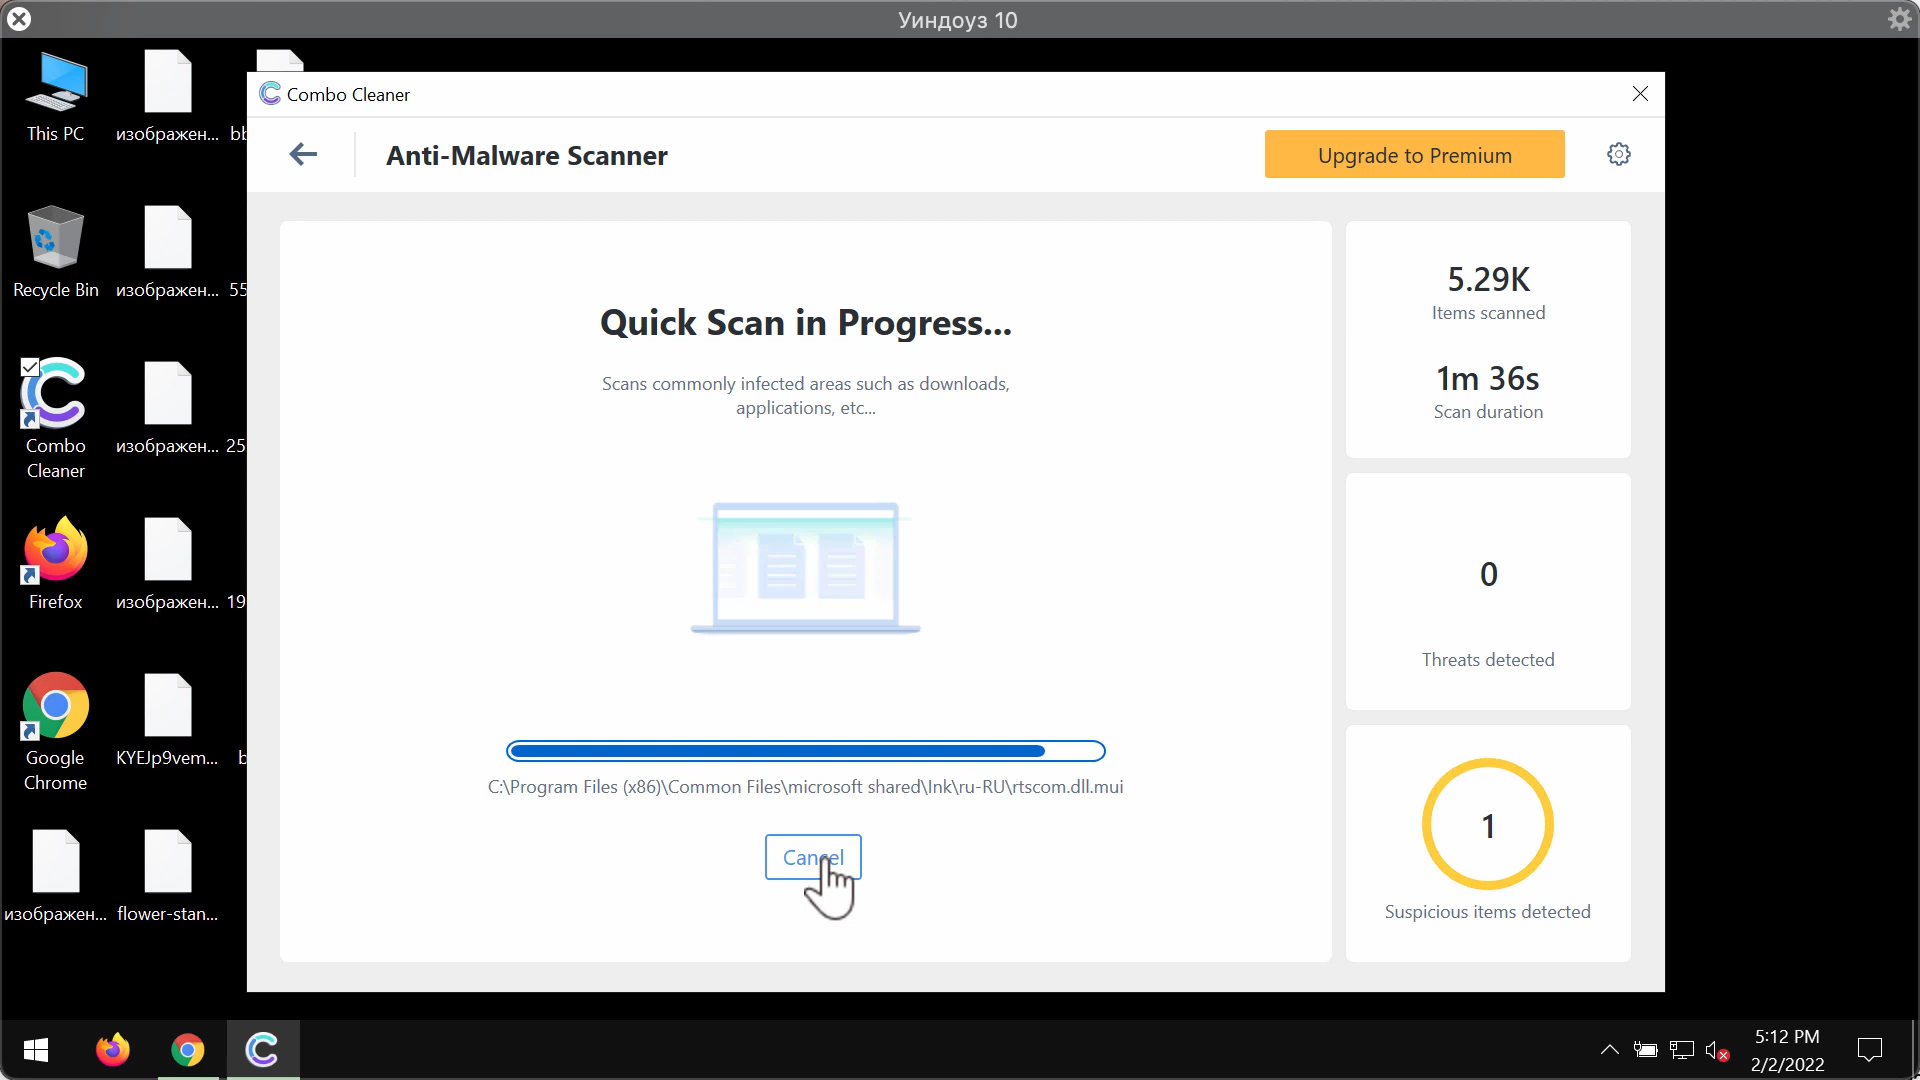 Уиндоуз 10
This PC
изображен...
bb
Combo Cleaner
Anti-Malware Scanner
Upgrade to Premium
Recycle Bin
изображен...
55
Quick Scan in Progress...
Scans commonly infected areas such as downloads,
applications, etc...
5.29K
Items scanned
1m 36s
Scan duration
Combo
Cleaner
изображен...
25
0
Threats detected
Firefox
изображен...
19
Google
Chrome
KYEJp9vem...
b
C:\Program Files (x86)\Common Files\microsoft shared\Ink\ru-RU\rtscom.dll.mui
Cancel
1
Suspicious items detected
изображен...
flower-stan...
5:12 PM
2/2/2022